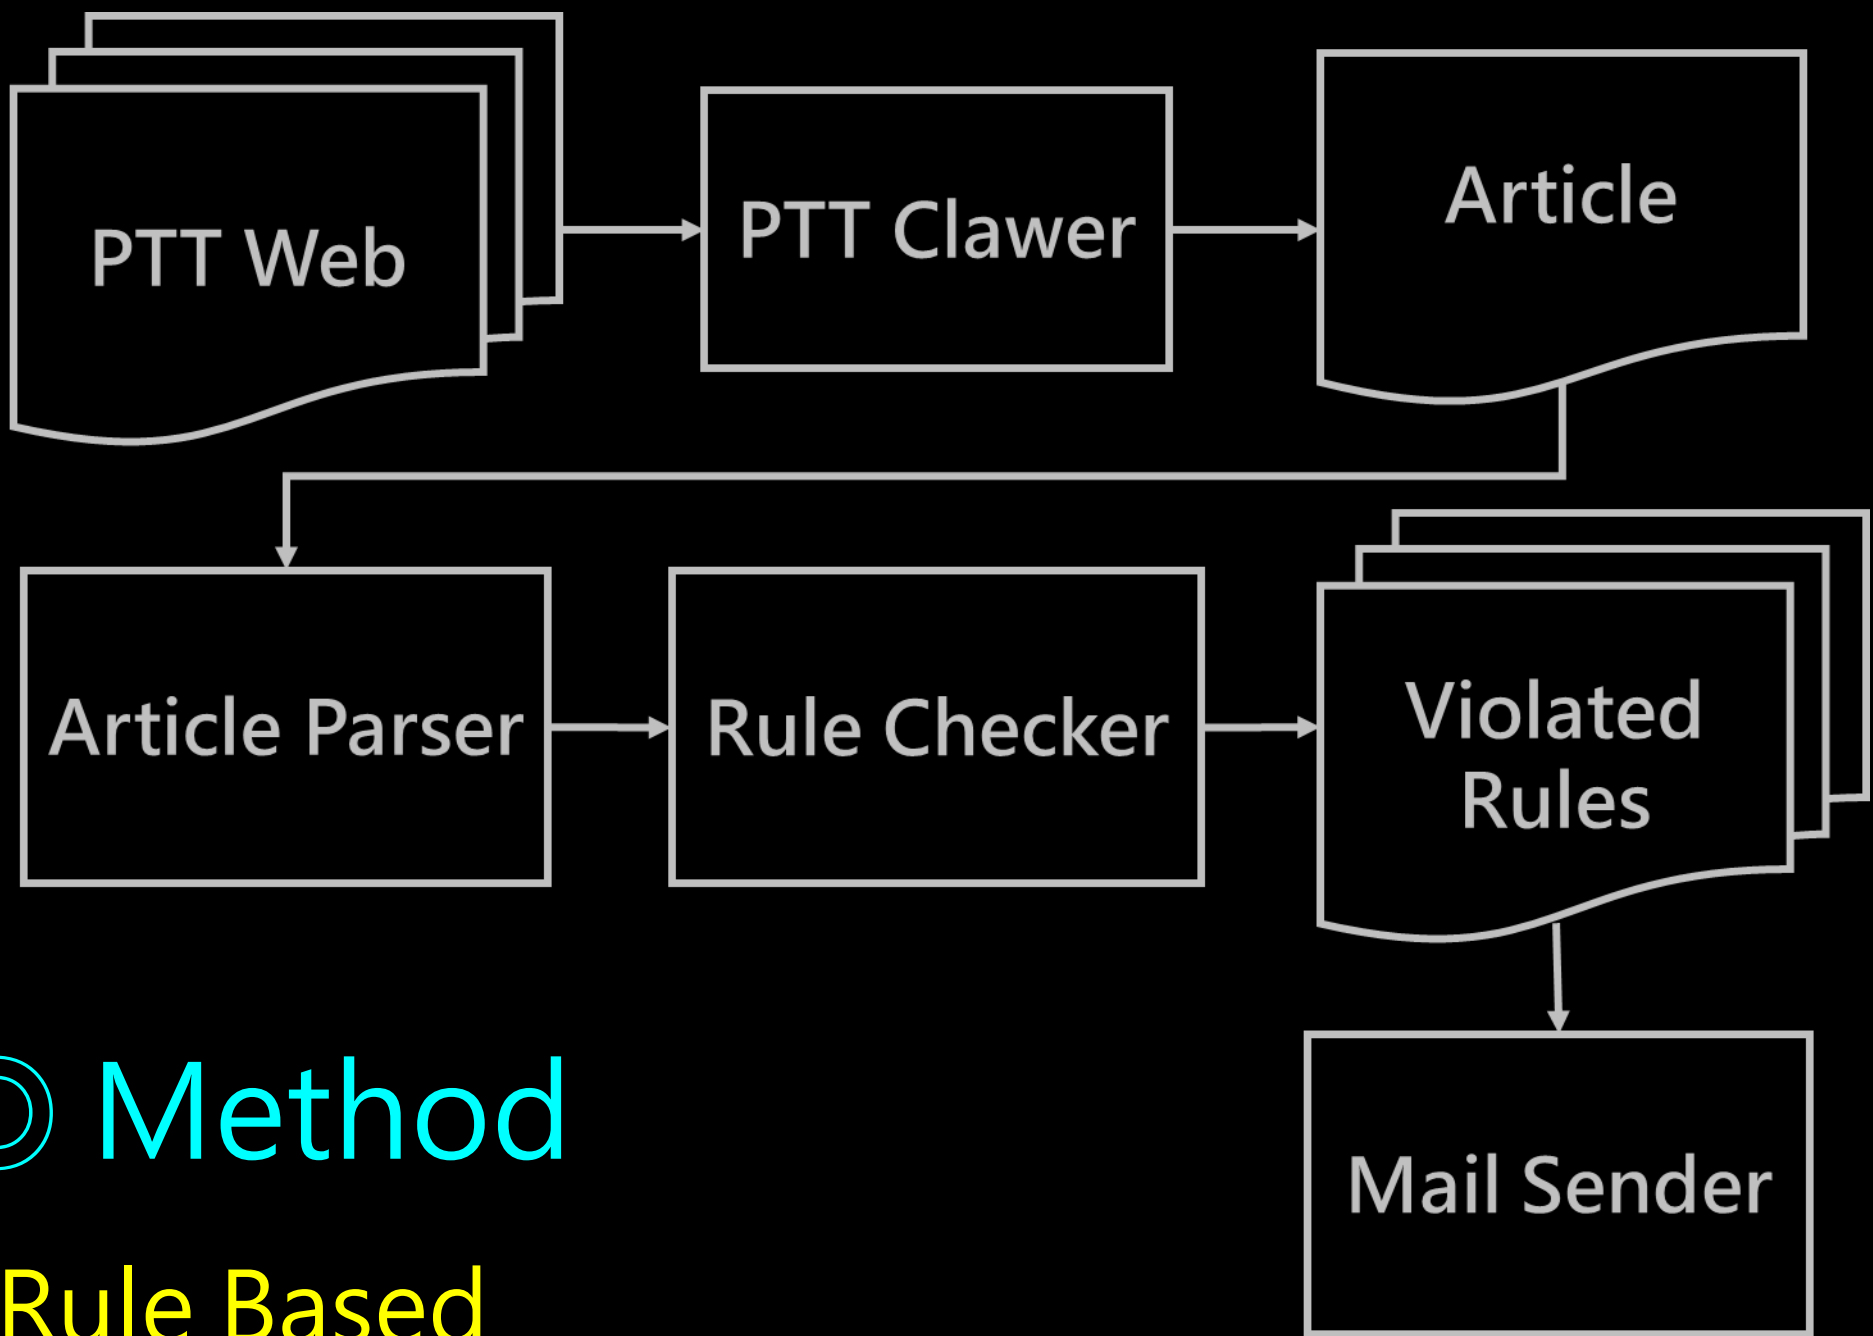 PTT Web
PTT Clawer
Article
Article Parser
Rule Checker
Violated
Rules
Mail Sender
◎ Method
Rule Based